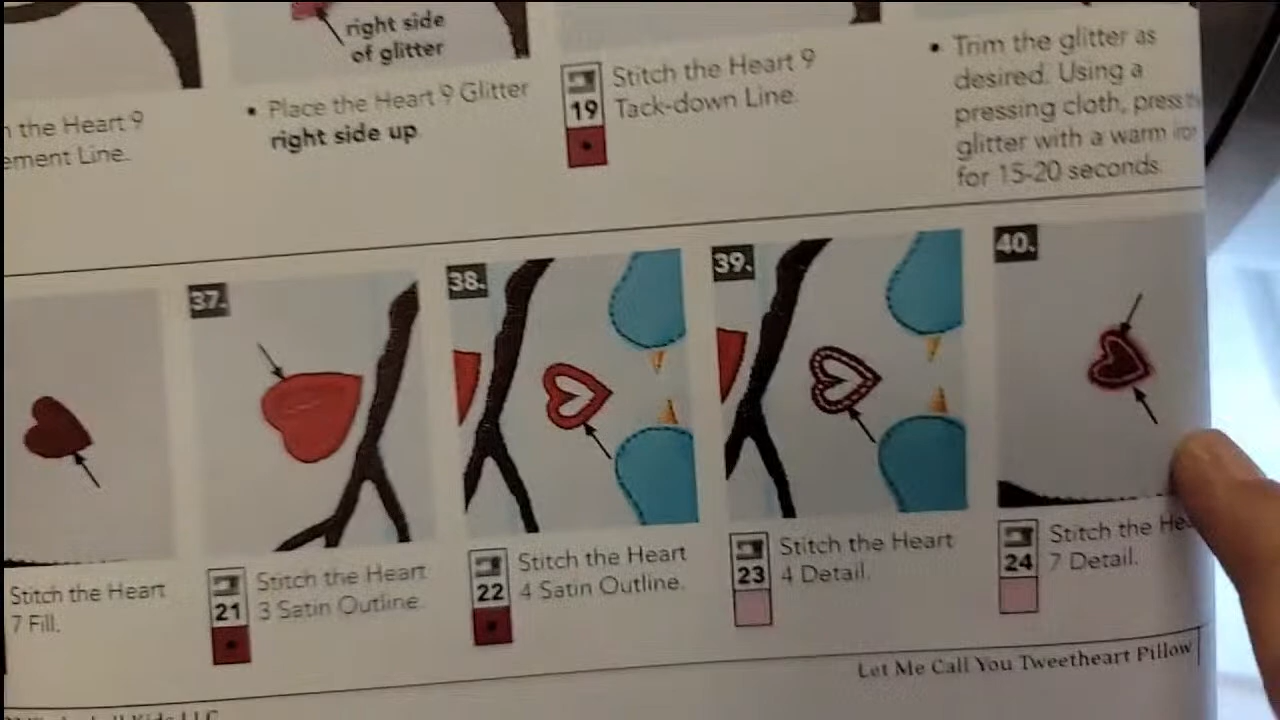 right side
of glitter
the Heart 9
ement Line.
• Place the Heart 9 Glitter
right side up.
19
Stitch the Heart 9
Tack-down Line.
• Trim the glitter as
desired. Using a
pressing cloth, press
glitter with a warm iron
for 15-20 seconds.
Stitch the Heart
7 Fill.
37.
21
Stitch the Heart
3 Satin Outline.
38.
22
Stitch the Heart
4 Satin Outline.
39.
23
Stitch the Heart
4 Detail.
40.
24
Stitch the Hea
7 Detail.
Let Me Call You Tweetheart Pillow
LLC